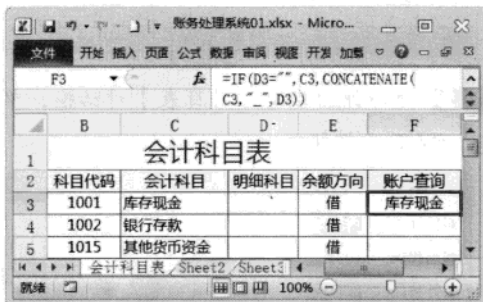 账务处理系统01.xlsx - Micro...
文件 开始 插入 页面 公式 数据 审阅 视图 开发 加载
F3 fx =IF(D3="",C3,CONCATENATE(
C3,"_",D3))
B C D E F
1 会计科目表
2 科目代码 会计科目 明细科目 余额方向 账户查询
3 1001 库存现金 借 库存现金
4 1002 银行存款 借
5 1015 其他货币资金 借
会计科目表 Sheet2 Sheet3
就绪 100%